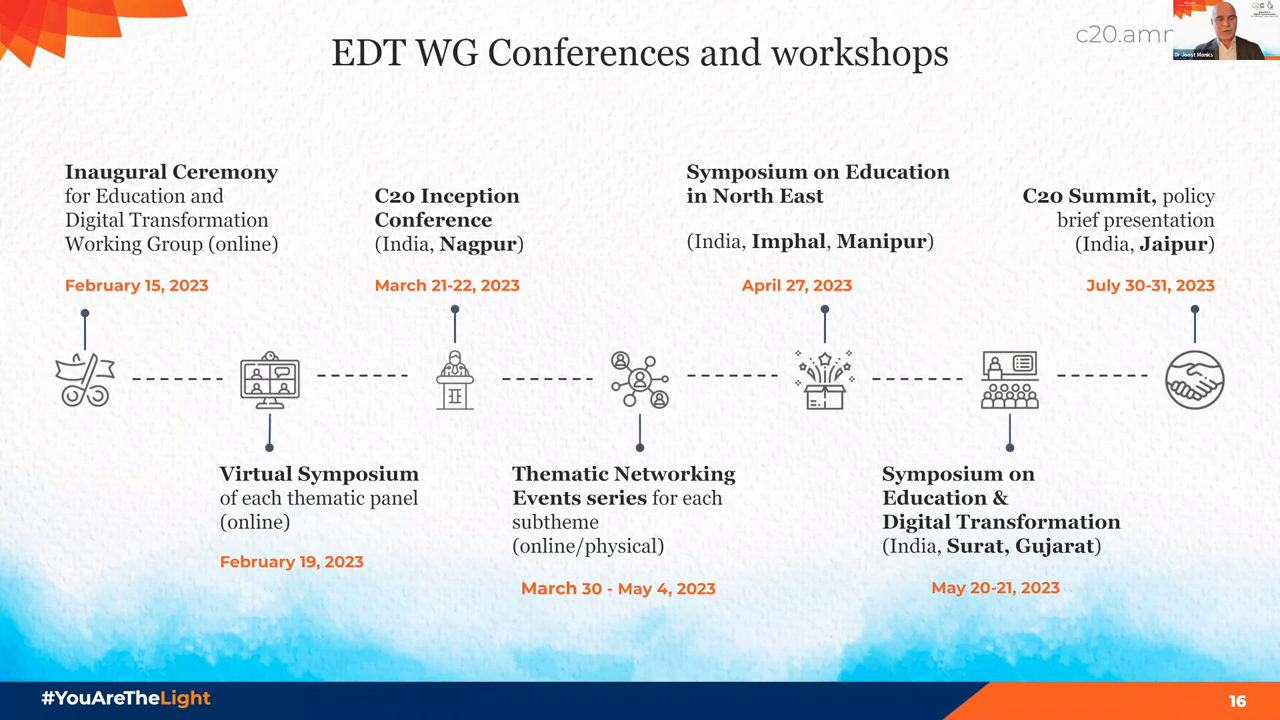 EDT WG Conferences and workshops
c20.amr
Dr Joost Monks
Inaugural Ceremony
for Education and
Digital Transformation
Working Group (online)
February 15, 2023
C20 Inception
Conference
(India, Nagpur)
March 21-22, 2023
Symposium on Education
in North East
(India, Imphal, Manipur)
April 27, 2023
C20 Summit, policy
brief presentation
(India, Jaipur)
July 30-31, 2023
Virtual Symposium
of each thematic panel
(online)
February 19, 2023
Thematic Networking
Events series for each
subtheme
(online/physical)
March 30 - May 4, 2023
Symposium on
Education &
Digital Transformation
(India, Surat, Gujarat)
May 20-21, 2023
#YouAreTheLight
16